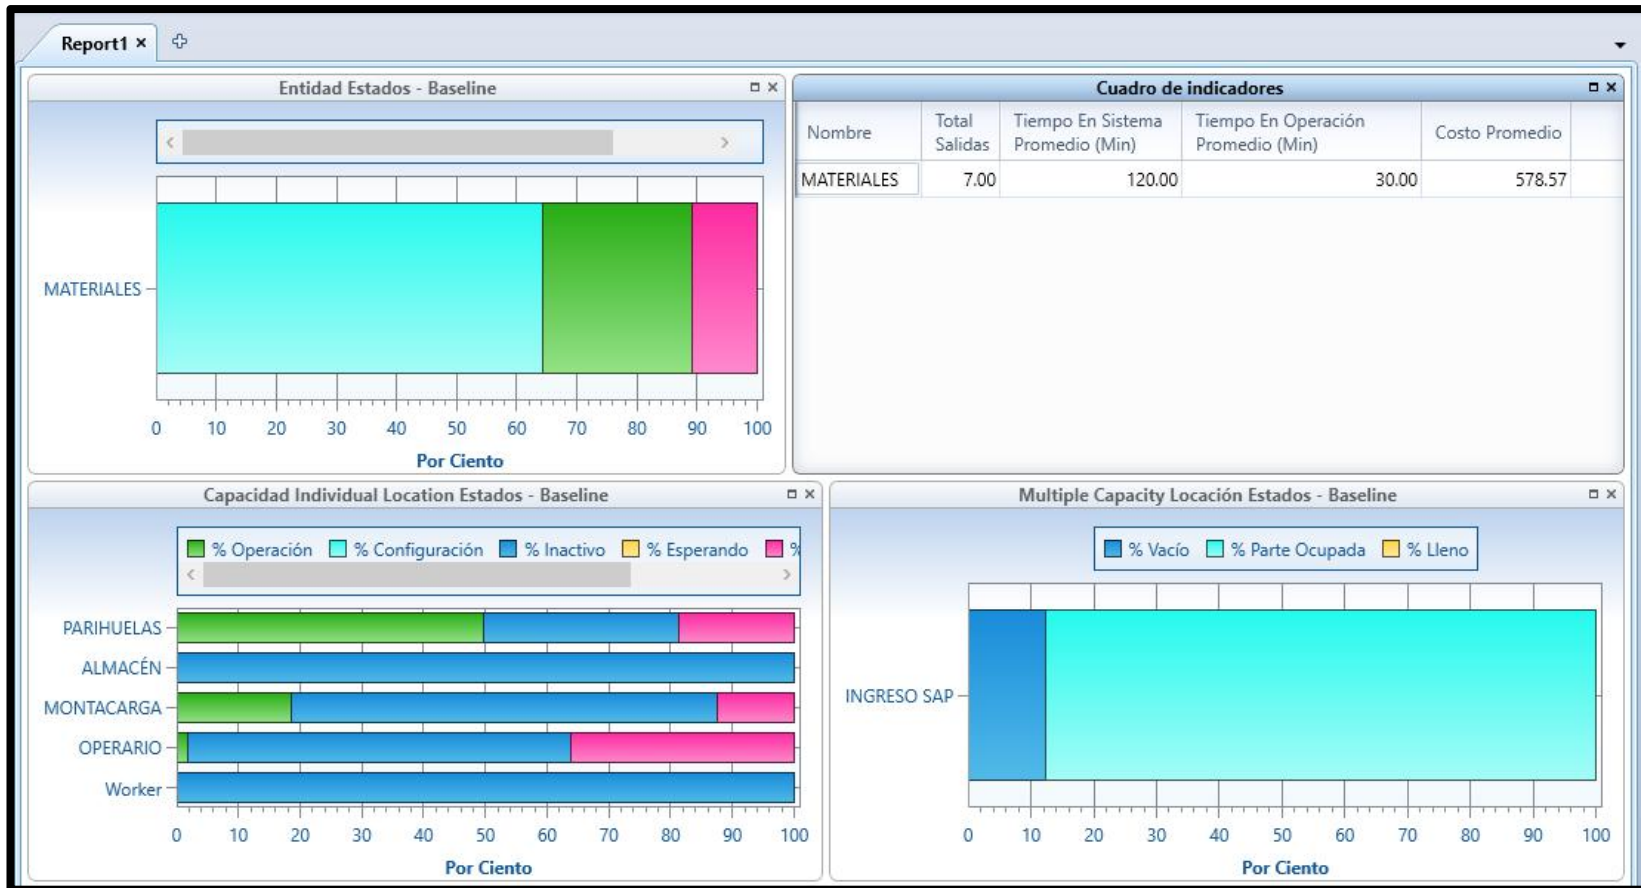 Report1
Entidad Estados - Baseline
MATERIALES
0 10 20 30 40 50 60 70 80 90 100
Por Ciento
Cuadro de indicadores
Nombre Total Salidas Tiempo En Sistema Promedio (Min) Tiempo En Operación Promedio (Min) Costo Promedio
MATERIALES 7.00 120.00 30.00 578.57
Capacidad Individual Location Estados - Baseline
% Operación % Configuración % Inactivo % Esperando %
PARIHUELAS
ALMACÉN
MONTACARGA
OPERARIO
Worker
0 10 20 30 40 50 60 70 80 90 100
Por Ciento
Multiple Capacity Locación Estados - Baseline
% Vacío % Parte Ocupada % Lleno
INGRESO SAP
0 10 20 30 40 50 60 70 80 90 100
Por Ciento